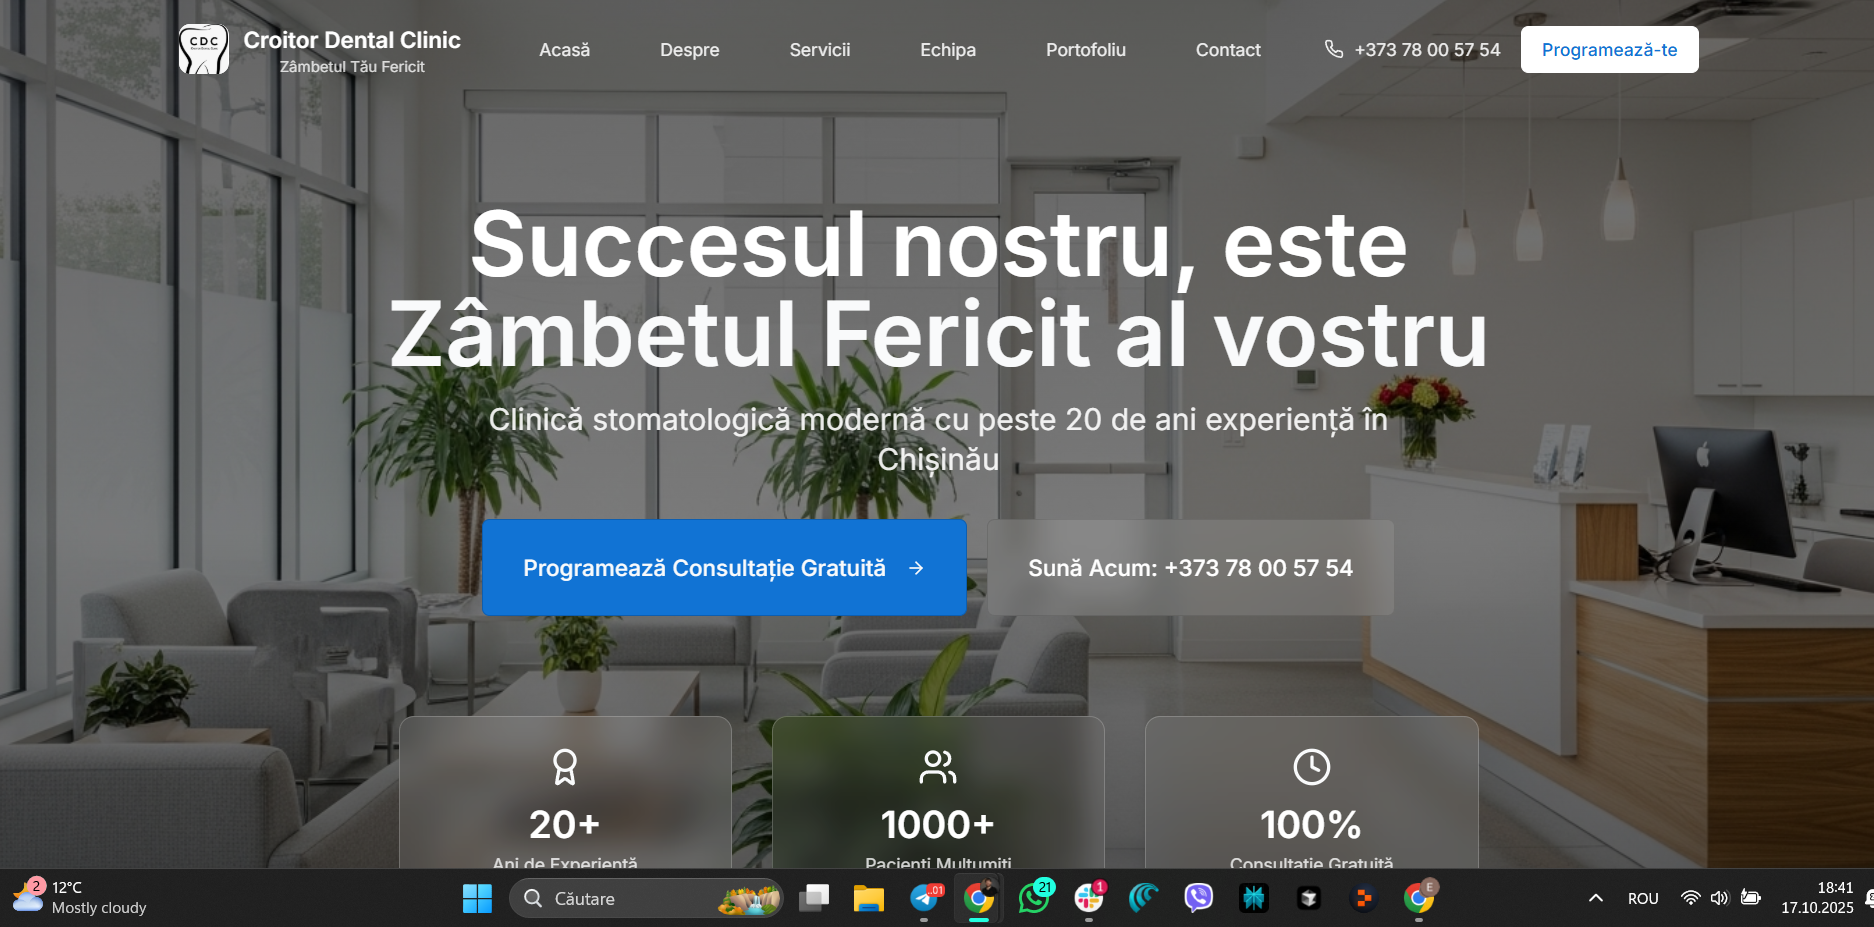 CDC
Croitor Dental Clinic
Zâmbetul Tău Fericit
Acasă
Despre
Servicii
Echipa
Portofoliu
Contact
+373 78 00 57 54
Programează-te
Succesul nostru, este
Zâmbetul Fericit al vostru
Clinică stomatologică modernă cu peste 20 de ani experiență în
Chișinău
Programează Consultație Gratuită
Sună Acum: +373 78 00 57 54
20+
Ani de Experiență
1000+
Pacienți Mulțumiți
100%
Consultație Gratuită
2
12°C
Mostly cloudy
Căutare
..01
21
1
E
ROU
18:41
17.10.2025